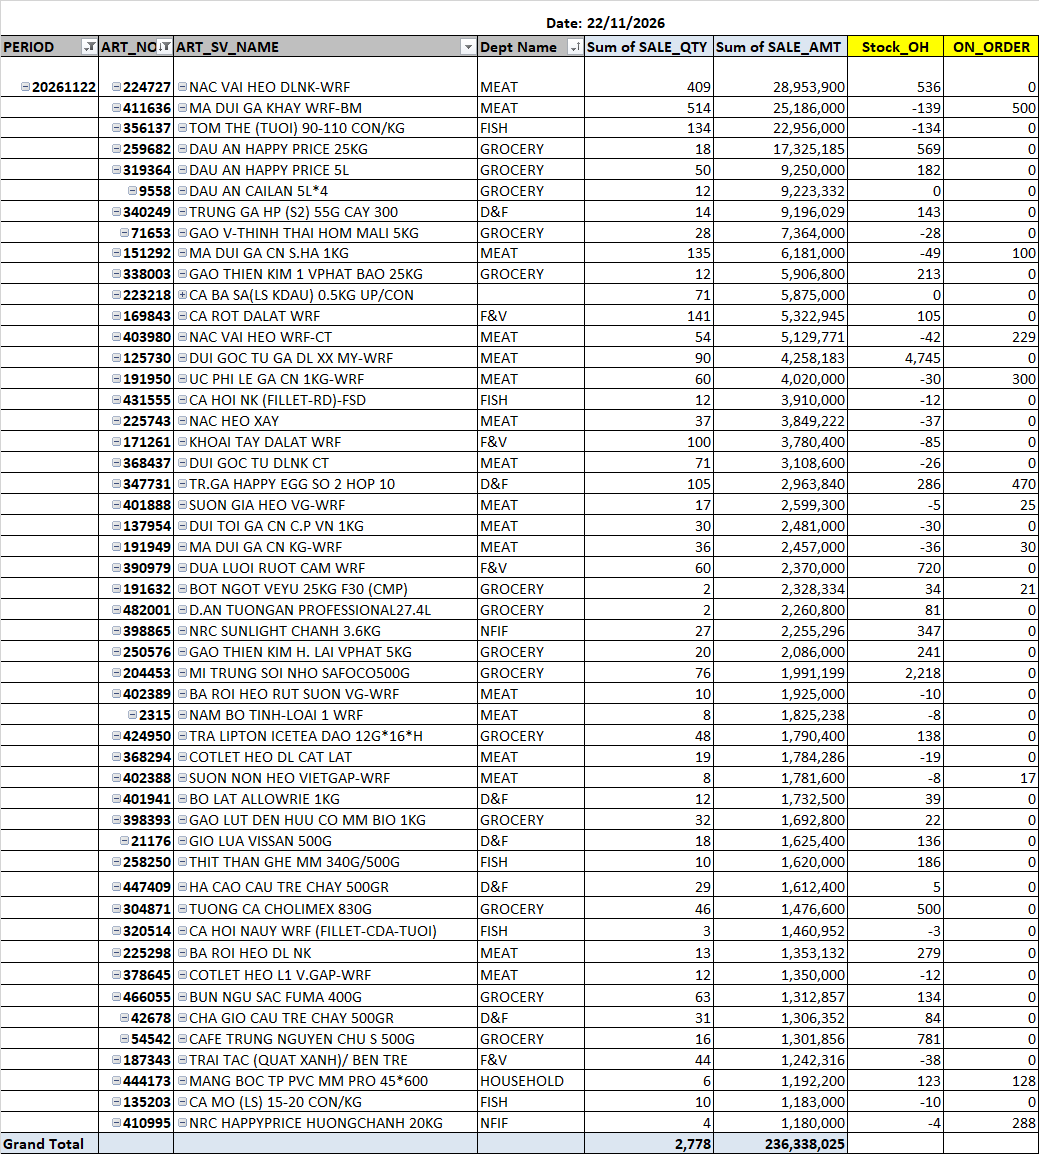 Date: 22/11/2026
PERIOD ART_NO ART_SV_NAME Dept Name Sum of SALE_QTY Sum of SALE_AMT Stock_OH ON_ORDER
20261122 224727 NAC VAI HEO DLNK-WRF MEAT 409 28,953,900 536 0
411636 MA DUI GA KHAY WRF-BM MEAT 514 25,186,000 -139 500
356137 TOM THE (TUOI) 90-110 CON/KG FISH 134 22,956,000 -134 0
259682 DAU AN HAPPY PRICE 25KG GROCERY 18 17,325,185 569 0
319364 DAU AN HAPPY PRICE 5L GROCERY 50 9,250,000 182 0
9558 DAU AN CAILAN 5L*4 GROCERY 12 9,223,332 0 0
340249 TRUNG GA HP (S2) 55G CAY 300 D&F 14 9,196,029 143 0
71653 GAO V-THINH THAI HOM MALI 5KG GROCERY 28 7,364,000 -28 0
151292 MA DUI GA CN S.HA 1KG MEAT 135 6,181,000 -49 100
338003 GAO THIEN KIM 1 VPHAT BAO 25KG GROCERY 12 5,906,800 213 0
223218 CA BA SA(LS KDAU) 0.5KG UP/CON 71 5,875,000 0 0
169843 CA ROT DALAT WRF F&V 141 5,322,945 105 0
403980 NAC VAI HEO WRF-CT MEAT 54 5,129,771 -42 229
125730 DUI GOC TU GA DL XX MY-WRF MEAT 90 4,258,183 4,745 0
191950 UC PHI LE GA CN 1KG-WRF MEAT 60 4,020,000 -30 300
431555 CA HOI NK (FILLET-RD)-FSD FISH 12 3,910,000 -12 0
225743 NAC HEO XAY MEAT 37 3,849,222 -37 0
171261 KHOAI TAY DALAT WRF F&V 100 3,780,400 -85 0
368437 DUI GOC TU DLNK CT MEAT 71 3,108,600 -26 0
347731 TR.GA HAPPY EGG SO 2 HOP 10 D&F 105 2,963,840 286 470
401888 SUON GIA HEO VG-WRF MEAT 17 2,599,300 -5 25
137954 DUI TOI GA CN C.P VN 1KG MEAT 30 2,481,000 -30 0
191949 MA DUI GA CN KG-WRF MEAT 36 2,457,000 -36 30
390979 DUA LUOI RUOT CAM WRF F&V 60 2,370,000 720 0
191632 BOT NGOT VEYU 25KG F30 (CMP) GROCERY 2 2,328,334 34 21
482001 D.AN TUONGAN PROFESSIONAL27.4L GROCERY 2 2,260,800 81 0
398865 NRC SUNLIGHT CHANH 3.6KG NFIF 27 2,255,296 347 0
250576 GAO THIEN KIM H. LAI VPHAT 5KG GROCERY 20 2,086,000 241 0
204453 MI TRUNG SOI NHO SAFOCO500G GROCERY 76 1,991,199 2,218 0
402389 BA ROI HEO RUT SUON VG-WRF MEAT 10 1,925,000 -10 0
2315 NAM BO TINH-LOAI 1 WRF MEAT 8 1,825,238 -8 0
424950 TRA LIPTON ICETEA DAO 12G*16*H GROCERY 48 1,790,400 138 0
368294 COTLET HEO DL CAT LAT MEAT 19 1,784,286 -19 0
402388 SUON NON HEO VIETGAP-WRF MEAT 8 1,781,600 -8 17
401941 BO LAT ALLOWRIE 1KG D&F 12 1,732,500 39 0
398393 GAO LUT DEN HUU CO MM BIO 1KG GROCERY 32 1,692,800 22 0
21176 GIO LUA VISSAN 500G D&F 18 1,625,400 136 0
258250 THIT THAN GHE MM 340G/500G FISH 10 1,620,000 186 0
447409 HA CAO CAU TRE CHAY 500GR D&F 29 1,612,400 5 0
304871 TUONG CA CHOLIMEX 830G GROCERY 46 1,476,600 500 0
320514 CA HOI NAUY WRF (FILLET-CDA-TUOI) FISH 3 1,460,952 -3 0
225298 BA ROI HEO DL NK MEAT 13 1,353,132 279 0
378645 COTLET HEO L1 V.GAP-WRF MEAT 12 1,350,000 -12 0
466055 BUN NGU SAC FUMA 400G GROCERY 63 1,312,857 134 0
42678 CHA GIO CAU TRE CHAY 500GR D&F 31 1,306,352 84 0
54542 CAFE TRUNG NGUYEN CHU S 500G GROCERY 16 1,301,856 781 0
187343 TRAI TAC (QUAT XANH)/ BEN TRE F&V 44 1,242,316 -38 0
444173 MANG BOC TP PVC MM PRO 45*600 HOUSEHOLD 6 1,192,200 123 128
135203 CA MO (LS) 15-20 CON/KG FISH 10 1,183,000 -10 0
410995 NRC HAPPYPRICE HUONGCHANH 20KG NFIF 4 1,180,000 -4 288
Grand Total 2,778 236,338,025